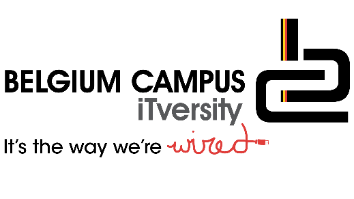 BELGIUM CAMPUS
iTversity
It's the way we're wired